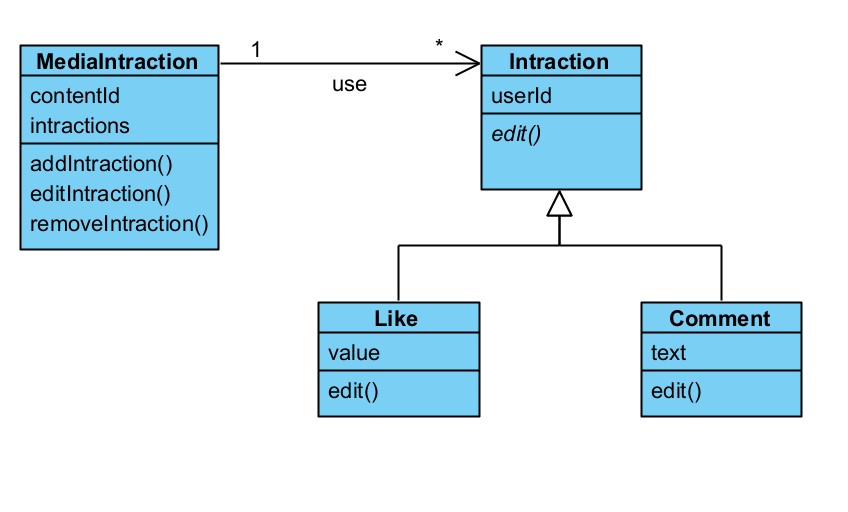 MediaIntraction
contentId
intractions
addIntraction()
editIntraction()
removeIntraction()
1
*
use
Intraction
userId
edit()
Like
value
edit()
Comment
text
edit()